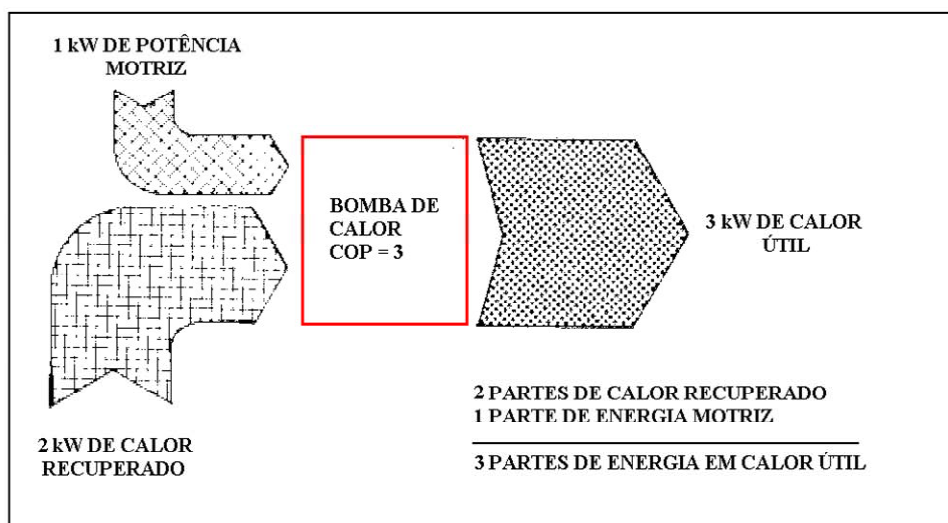 1 kW DE POTÊNCIA
MOTRIZ
BOMBA DE
CALOR
COP = 3
3 kW DE CALOR
ÚTIL
2 kW DE CALOR
RECUPERADO
2 PARTES DE CALOR RECUPERADO
1 PARTE DE ENERGIA MOTRIZ
3 PARTES DE ENERGIA EM CALOR ÚTIL